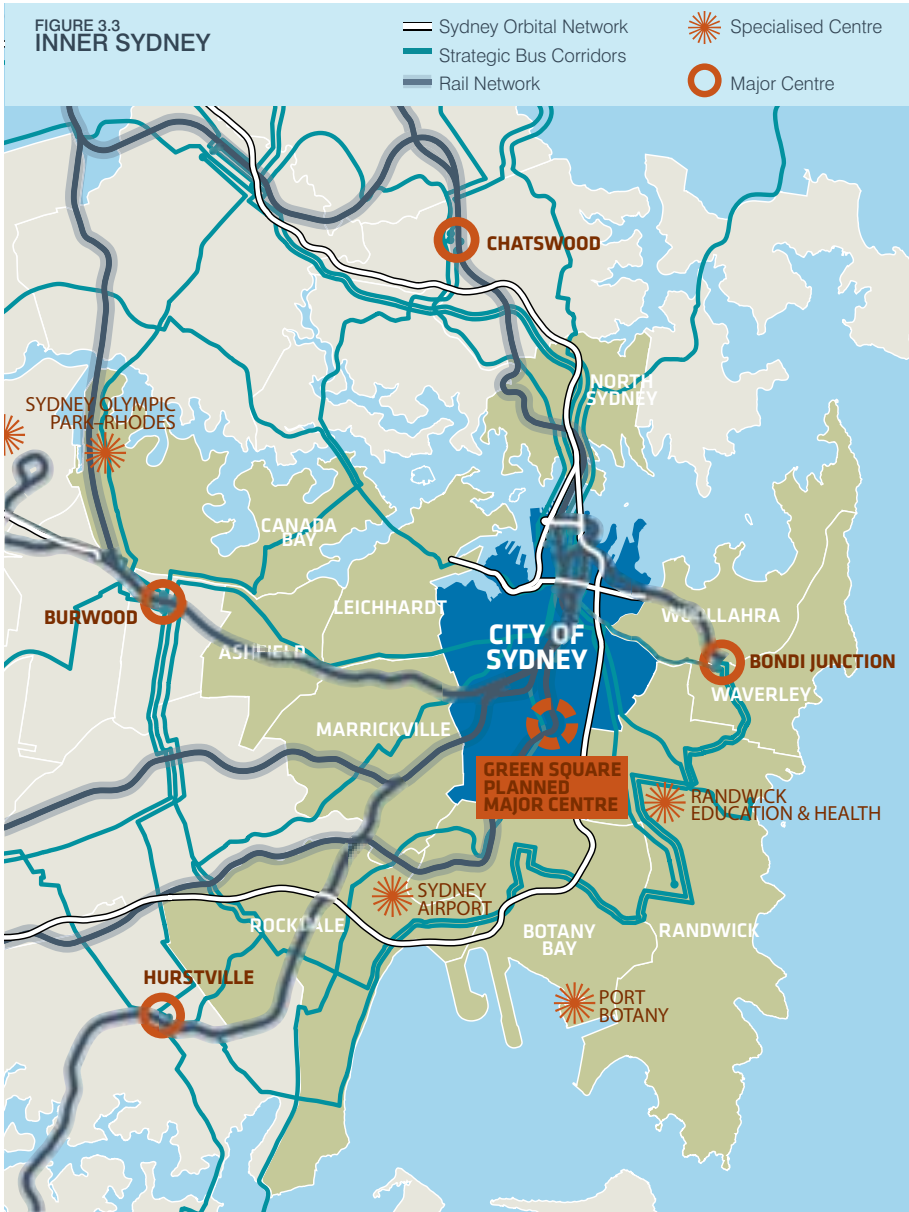 FIGURE 3.3
INNER SYDNEY
Sydney Orbital Network
Strategic Bus Corridors
Rail Network
Specialised Centre
Major Centre
CHATSWOOD
NORTH
SYDNEY
SYDNEY OLYMPIC
PARK–RHODES
CANADA
BAY
BURWOOD
LEICHHARDT
ASHFIELD
CITY OF
SYDNEY
WOOLLAHRA
BONDI JUNCTION
WAVERLEY
MARRICKVILLE
GREEN SQUARE
PLANNED
MAJOR CENTRE
RANDWICK
EDUCATION & HEALTH
SYDNEY
AIRPORT
ROCKDALE
BOTANY
BAY
RANDWICK
HURSTVILLE
PORT
BOTANY